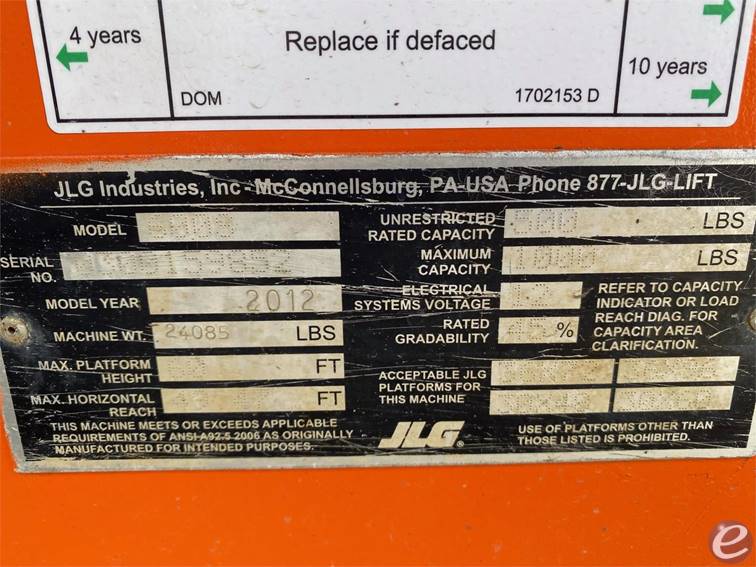 4 years
Replace if defaced
10 years
DOM
1702153 D
JLG Industries, Inc - McConnellsburg, PA-USA Phone 877-JLG-LIFT
MODEL
SERIAL NO.
MODEL YEAR 2012
MACHINE WT. 24085 LBS
MAX. PLATFORM HEIGHT FT
MAX. HORIZONTAL REACH FT
THIS MACHINE MEETS OR EXCEEDS APPLICABLE
REQUIREMENTS OF ANSI-A92.5 2006 AS ORIGINALLY
MANUFACTURED FOR INTENDED PURPOSES.
UNRESTRICTED
RATED CAPACITY 500 LBS
MAXIMUM
CAPACITY 1000 LBS
ELECTRICAL
SYSTEMS VOLTAGE
RATED
GRADABILITY 45 %
REFER TO CAPACITY
INDICATOR OR LOAD
REACH DIAG. FOR
CAPACITY AREA
CLARIFICATION.
ACCEPTABLE JLG
PLATFORMS FOR
THIS MACHINE
JLG®
USE OF PLATFORMS OTHER THAN
THOSE LISTED IS PROHIBITED.
e